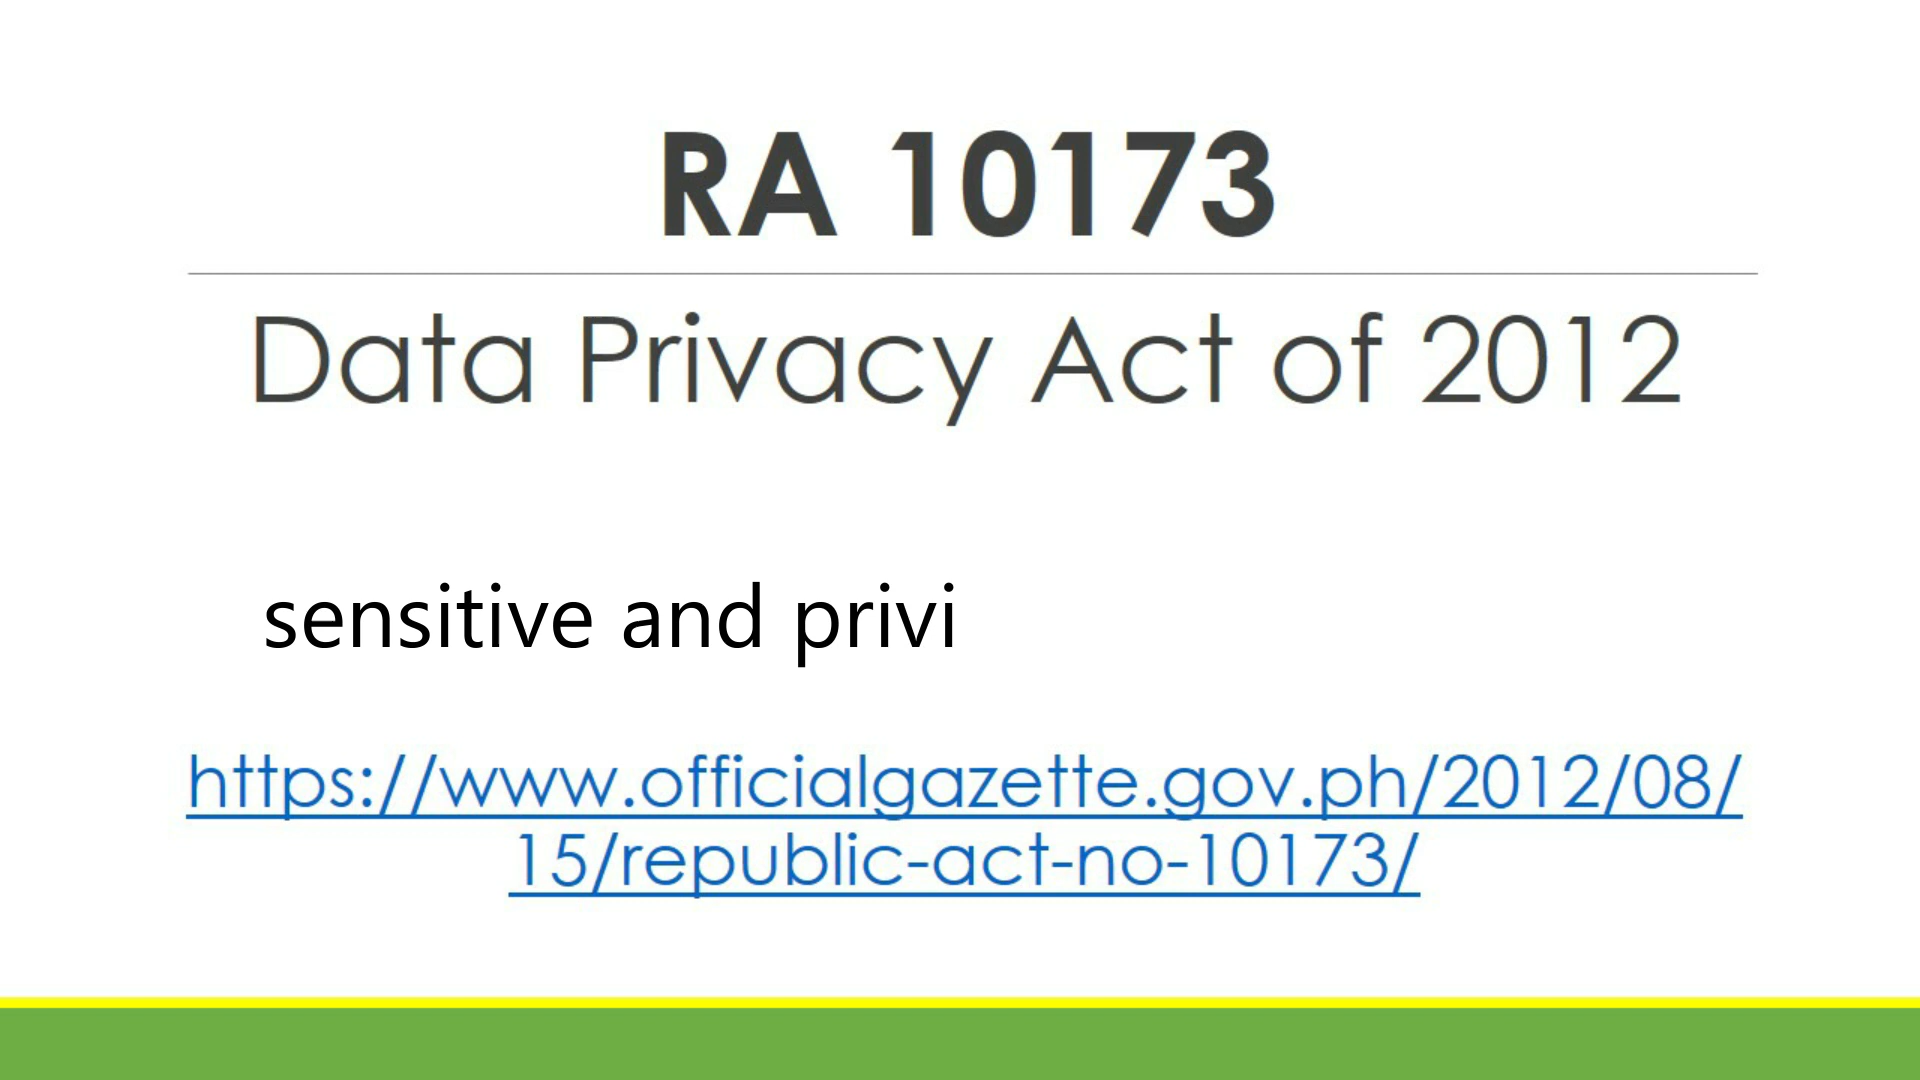 RA 10173
Data Privacy Act of 2012
sensitive and privi
https://www.officialgazette.gov.ph/2012/08/
15/republic-act-no-10173/